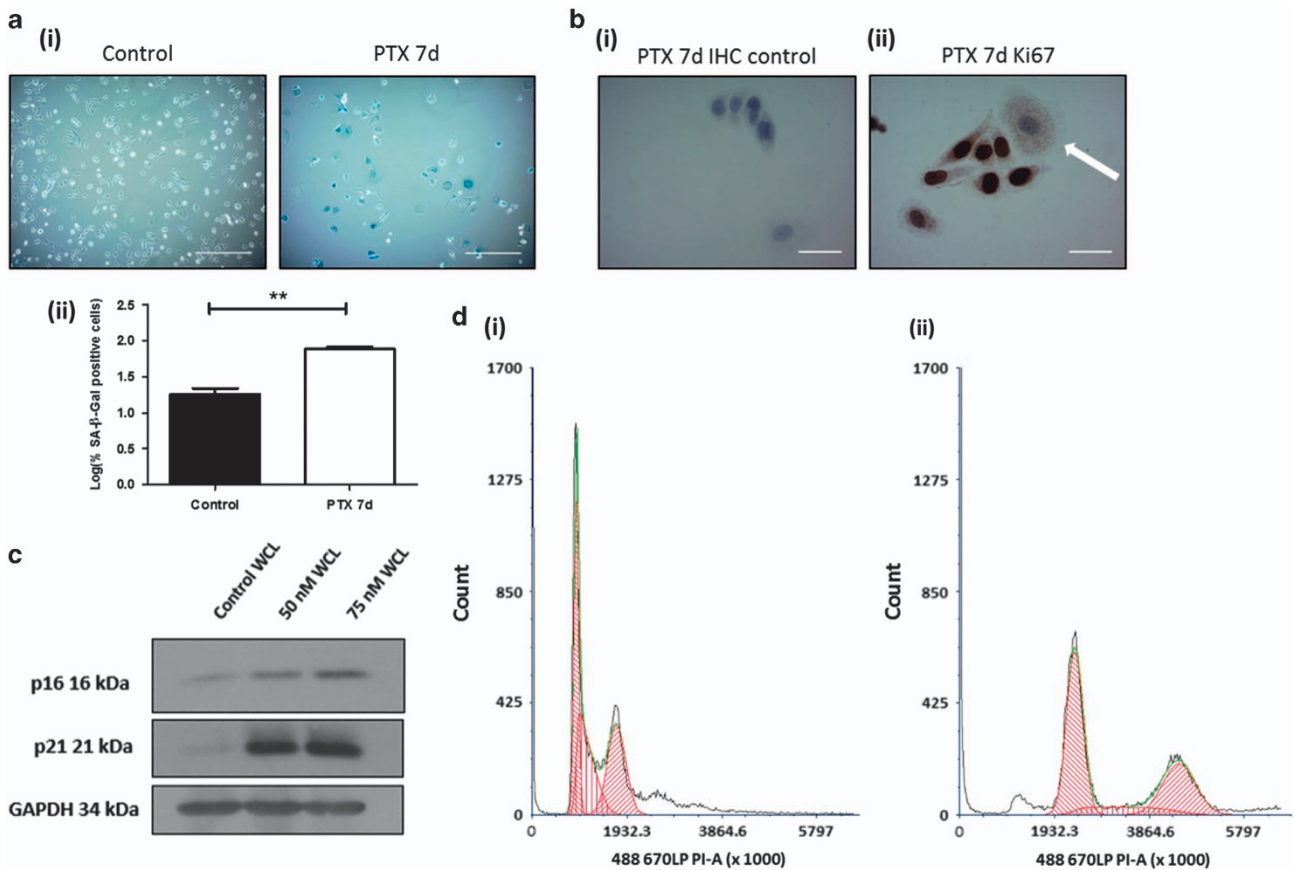 a
(i)
Control
PTX 7d
b
(i)
PTX 7d IHC control
(ii)
PTX 7d Ki67
(ii)
Log(% SA-β-Gal positive cells)
2.5
2.0
1.5
1.0
0.5
0.0
**
Control
PTX 7d
c
Control WCL
50 nM WCL
75 nM WCL
p16 16 kDa
p21 21 kDa
GAPDH 34 kDa
d
(i)
Count
1700
1275
850
425
0
0
1932.3
3864.6
5797
488 670LP PI-A (x 1000)
(ii)
Count
1700
1275
850
425
0
0
1932.3
3864.6
5797
488 670LP PI-A (x 1000)